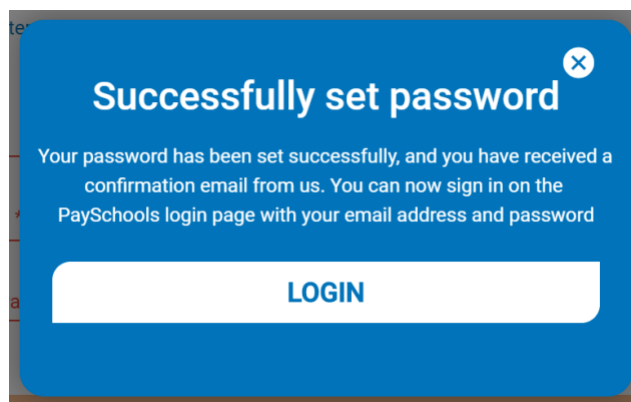 Successfully set password
Your password has been set successfully, and you have received a
confirmation email from us. You can now sign in on the
PaySchools login page with your email address and password
LOGIN